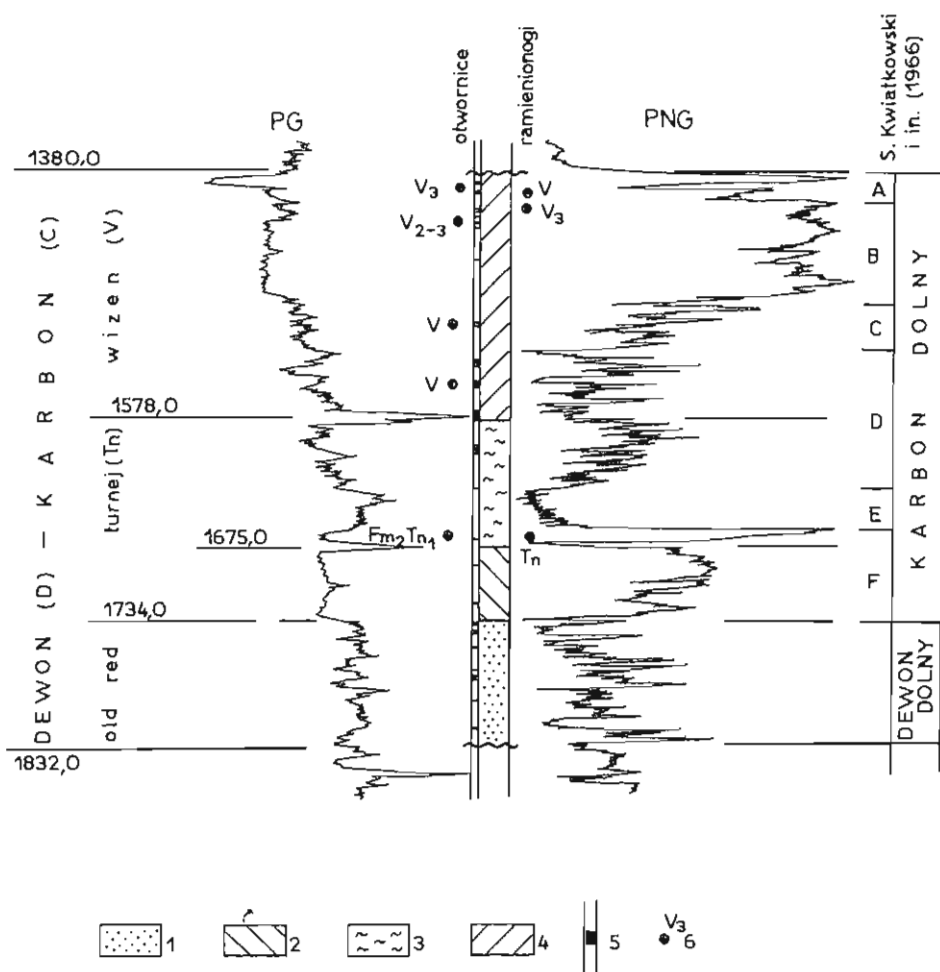 S. Kwiatkowski
i in. (1966)
otwornice
ramienionogi
PG
PNG
1380,0
1578,0
1675,0
1734,0
1832,0
DEWON (D) – KARBON (C)
wizen (V)
turnej (Tn)
old red
V3
V2-3
V
V
Fm2Tn1
V
V3
Tn
A
B
C
D
E
F
KARBON DOLNY
DEWON
DOLNY
1
2
3
4
5
V3
6